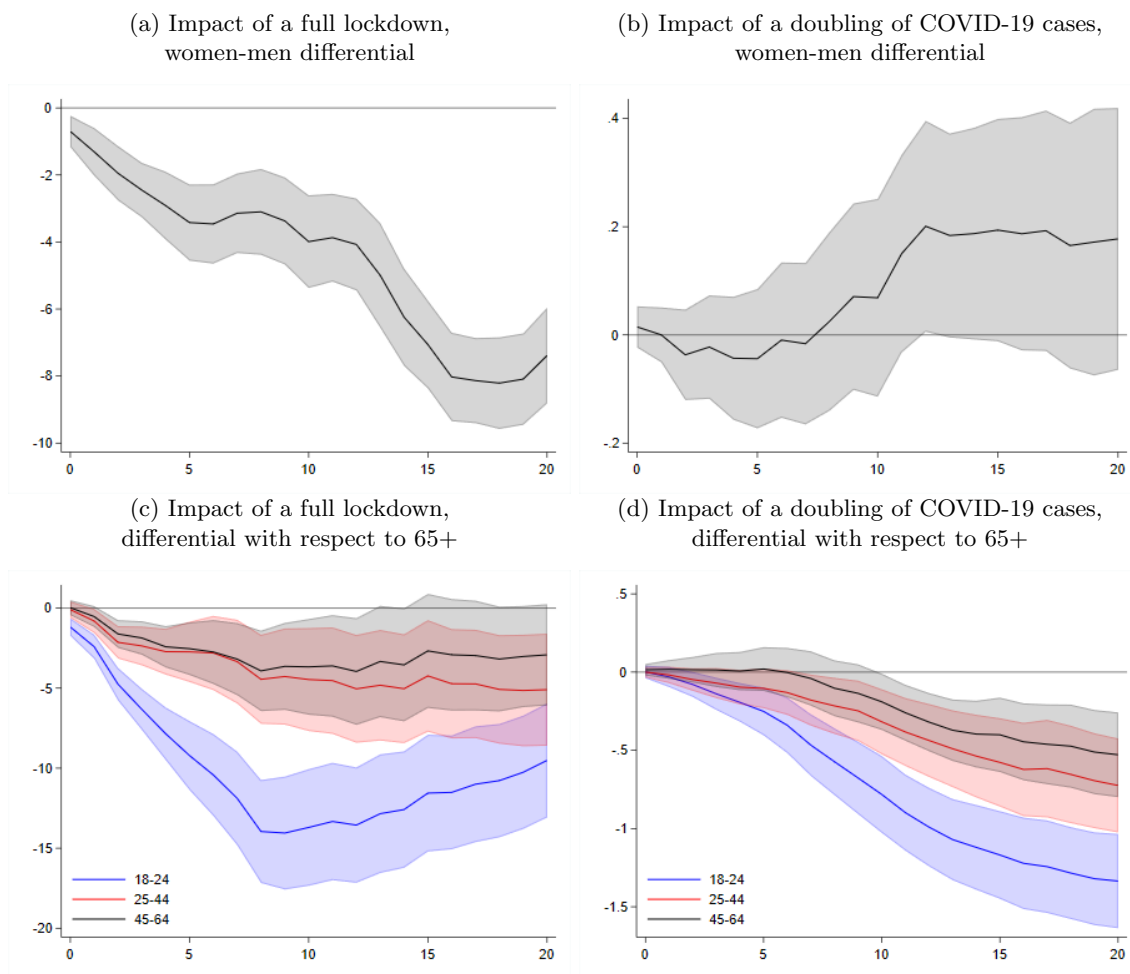 (a) Impact of a full lockdown,
women-men differential
0
-2
-4
-6
-8
-10
0 5 10 15 20
(b) Impact of a doubling of COVID-19 cases,
women-men differential
.4
.2
0
-.2
0 5 10 15 20
(c) Impact of a full lockdown,
differential with respect to 65+
0
-5
-10
-15
-20
18-24
25-44
45-64
0 5 10 15 20
(d) Impact of a doubling of COVID-19 cases,
differential with respect to 65+
.5
0
-.5
-1
-1.5
18-24
25-44
45-64
0 5 10 15 20